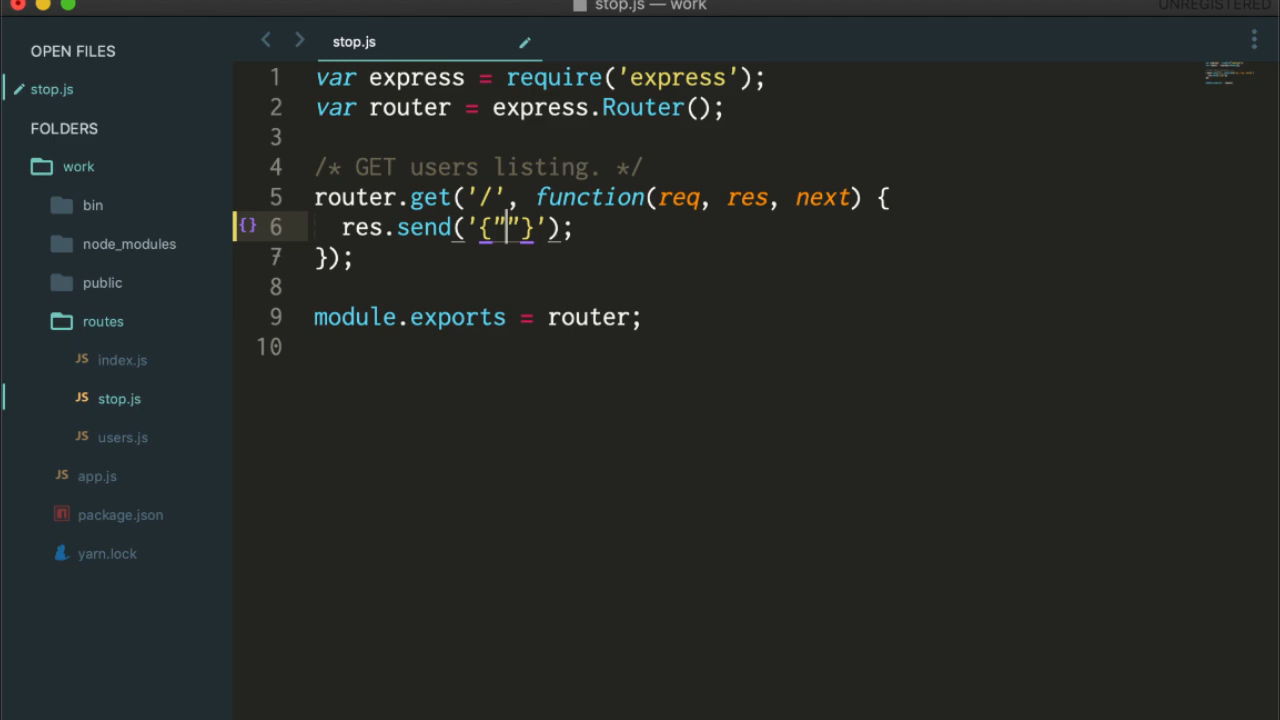 stop.js — work
UNREGISTERED
OPEN FILES
stop.js
FOLDERS
work
bin
node_modules
public
routes
JS index.js
JS stop.js
JS users.js
JS app.js
package.json
yarn.lock
stop.js
1 var express = require('express');
2 var router = express.Router();
3
4 /* GET users listing. */
5 router.get('/', function(req, res, next) {
{} 6 res.send('{""}');
7 });
8
9 module.exports = router;
10